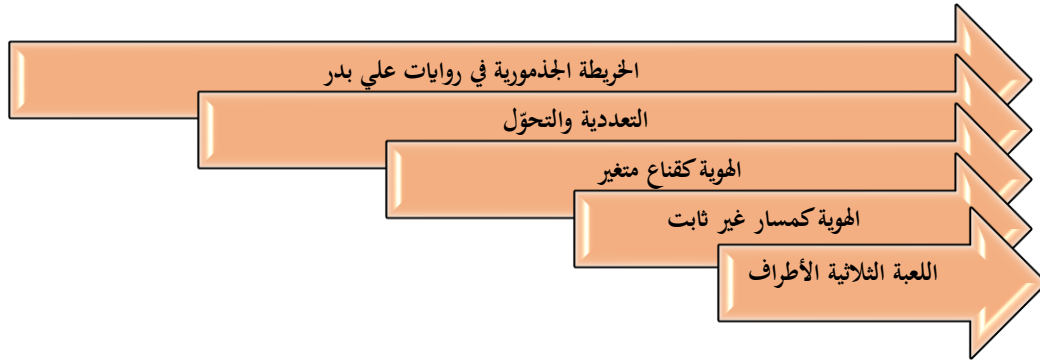 الخريطة الجذمورية في روايات علي بدر
التعددية والتحوّل
الهوية كقناع متغير
الهوية كمسار غير ثابت
اللعبة الثلاثية الأطراف